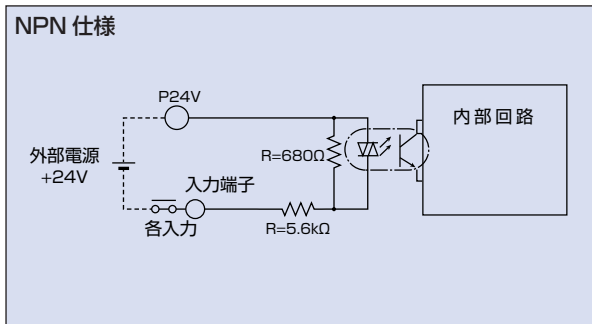 NPN 仕様
P24V
内部回路
外部電源
+24V
R=680Ω
入力端子
各入力
R=5.6kΩ